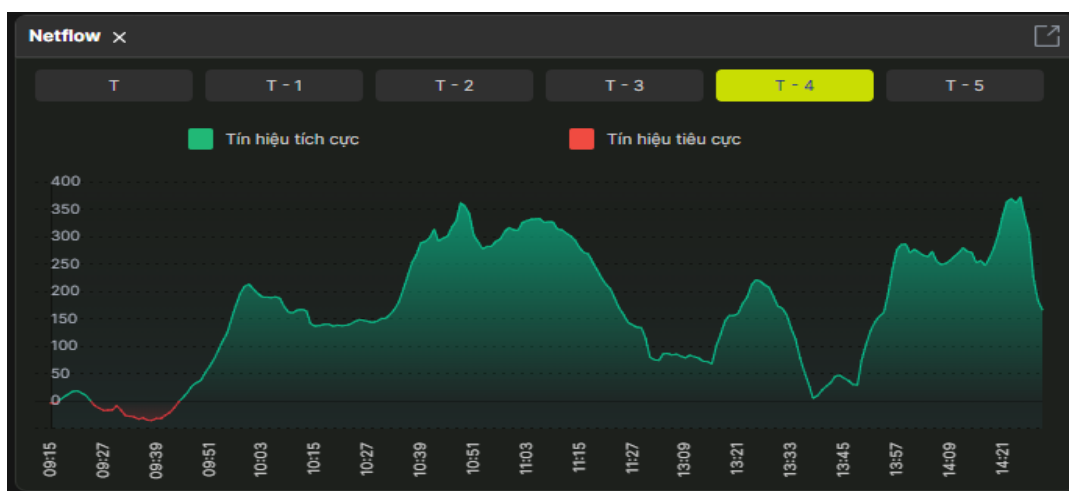 Netflow ×
T T - 1 T - 2 T - 3 T - 4 T - 5
Tín hiệu tích cực Tín hiệu tiêu cực
400
350
300
250
200
150
100
50
0
09:15 09:27 09:39 09:51 10:03 10:15 10:27 10:39 10:51 11:03 11:15 11:27 13:09 13:21 13:33 13:45 13:57 14:09 14:21